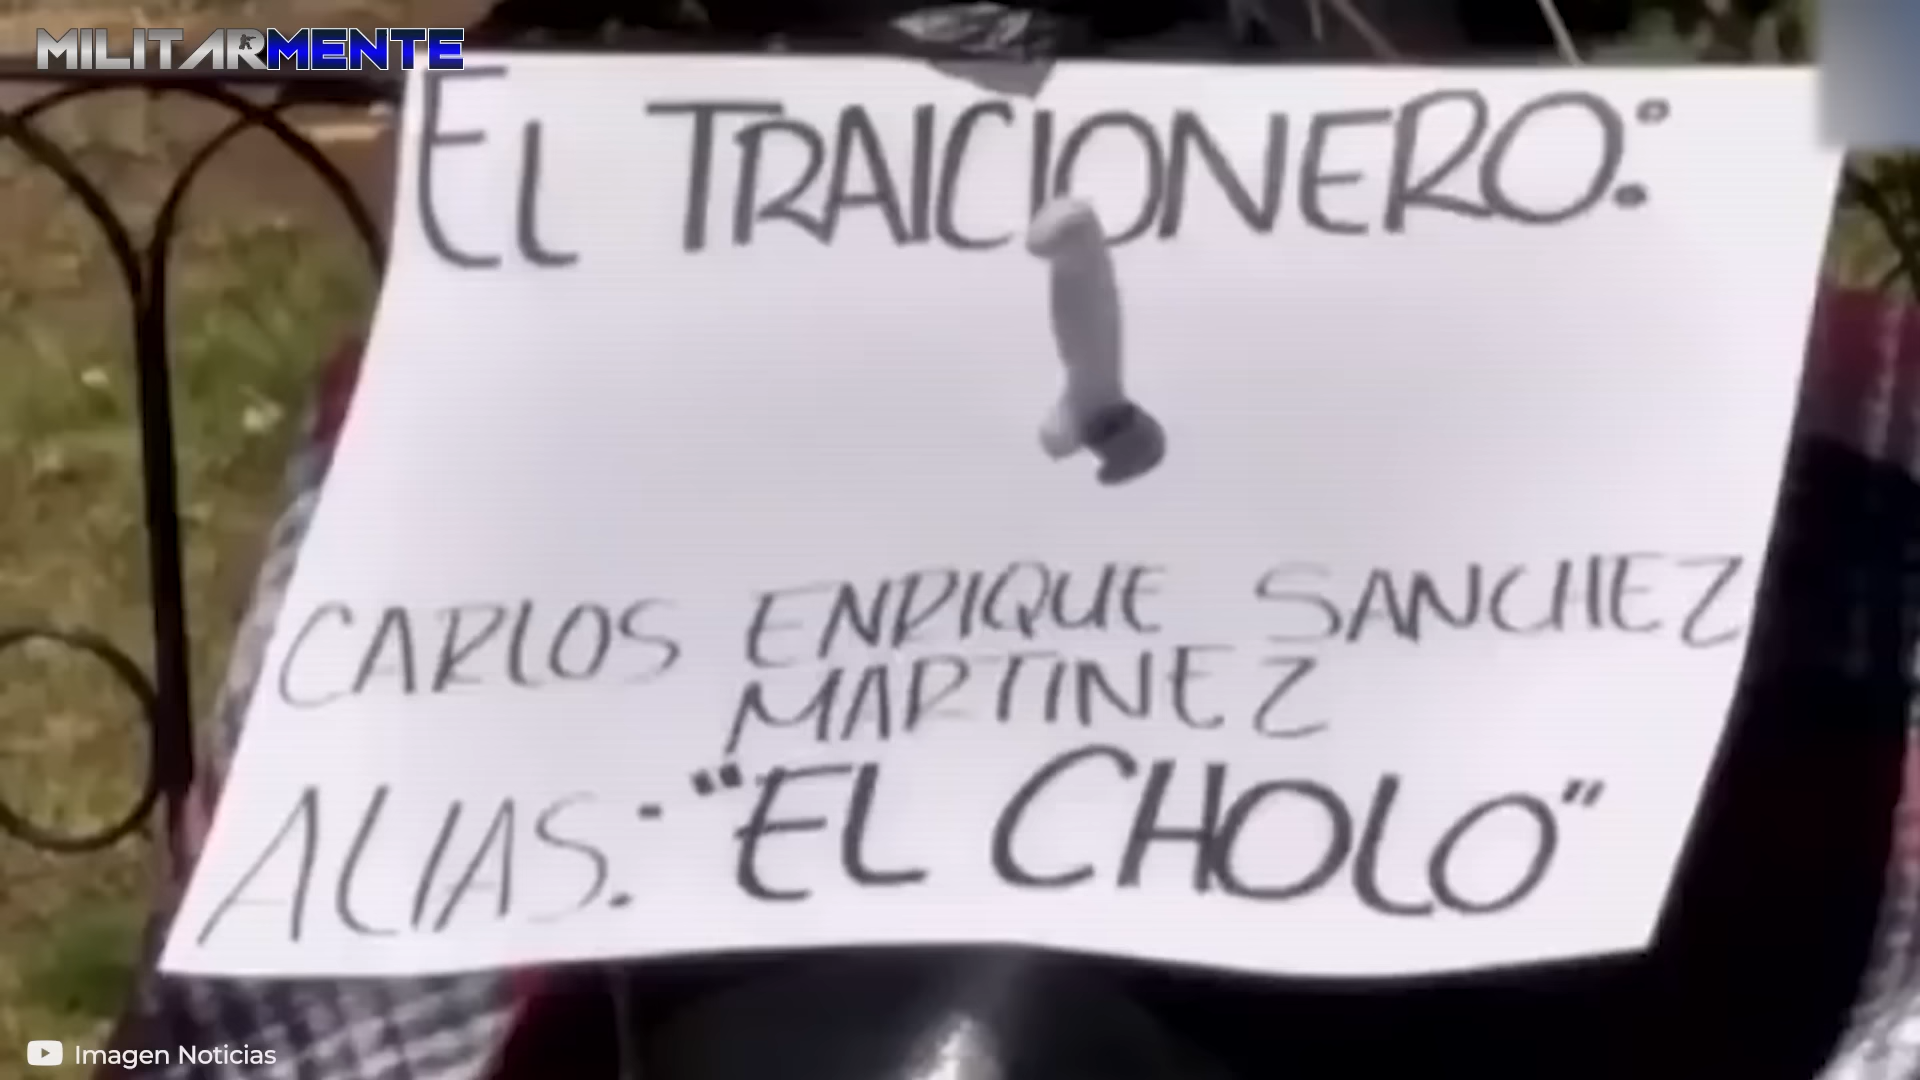 MILITARMENTE
EL TRAICIONERO:
CARLOS ENRIQUE SANCHEZ
MARTINEZ
ALIAS:- "EL CHOLO"
Imagen Noticias